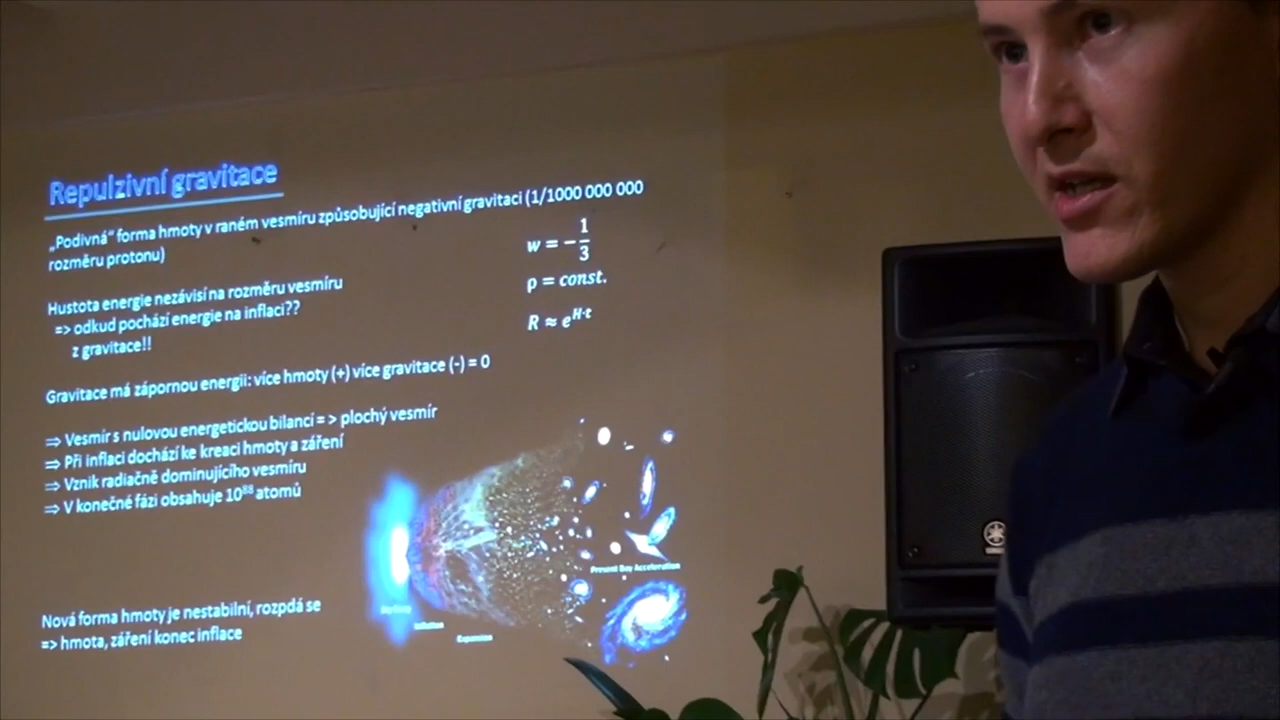 Repulzivní gravitace
„Podivná“ forma hmoty v raném vesmíru způsobující negativní gravitaci (1/1000 000 000
rozměru protonu)
w = −1/3
Hustota energie nezávisí na rozměru vesmíru
ρ = const.
=> odkud pochází energie na inflaci??
R ≈ e^{H·t}
z gravitace!!
Gravitace má zápornou energii: více hmoty (+) více gravitace (-) = 0
⇒ Vesmír s nulovou energetickou bilancí = > plochý vesmír
⇒ Při inflaci dochází ke kreaci hmoty a záření
⇒ Vznik radiačně dominujícího vesmíru
⇒ V konečné fázi obsahuje 10^88 atomů
Present Day Acceleration
Inflation
Expansion
Nová forma hmoty je nestabilní, rozpdá se
=> hmota, záření konec inflace